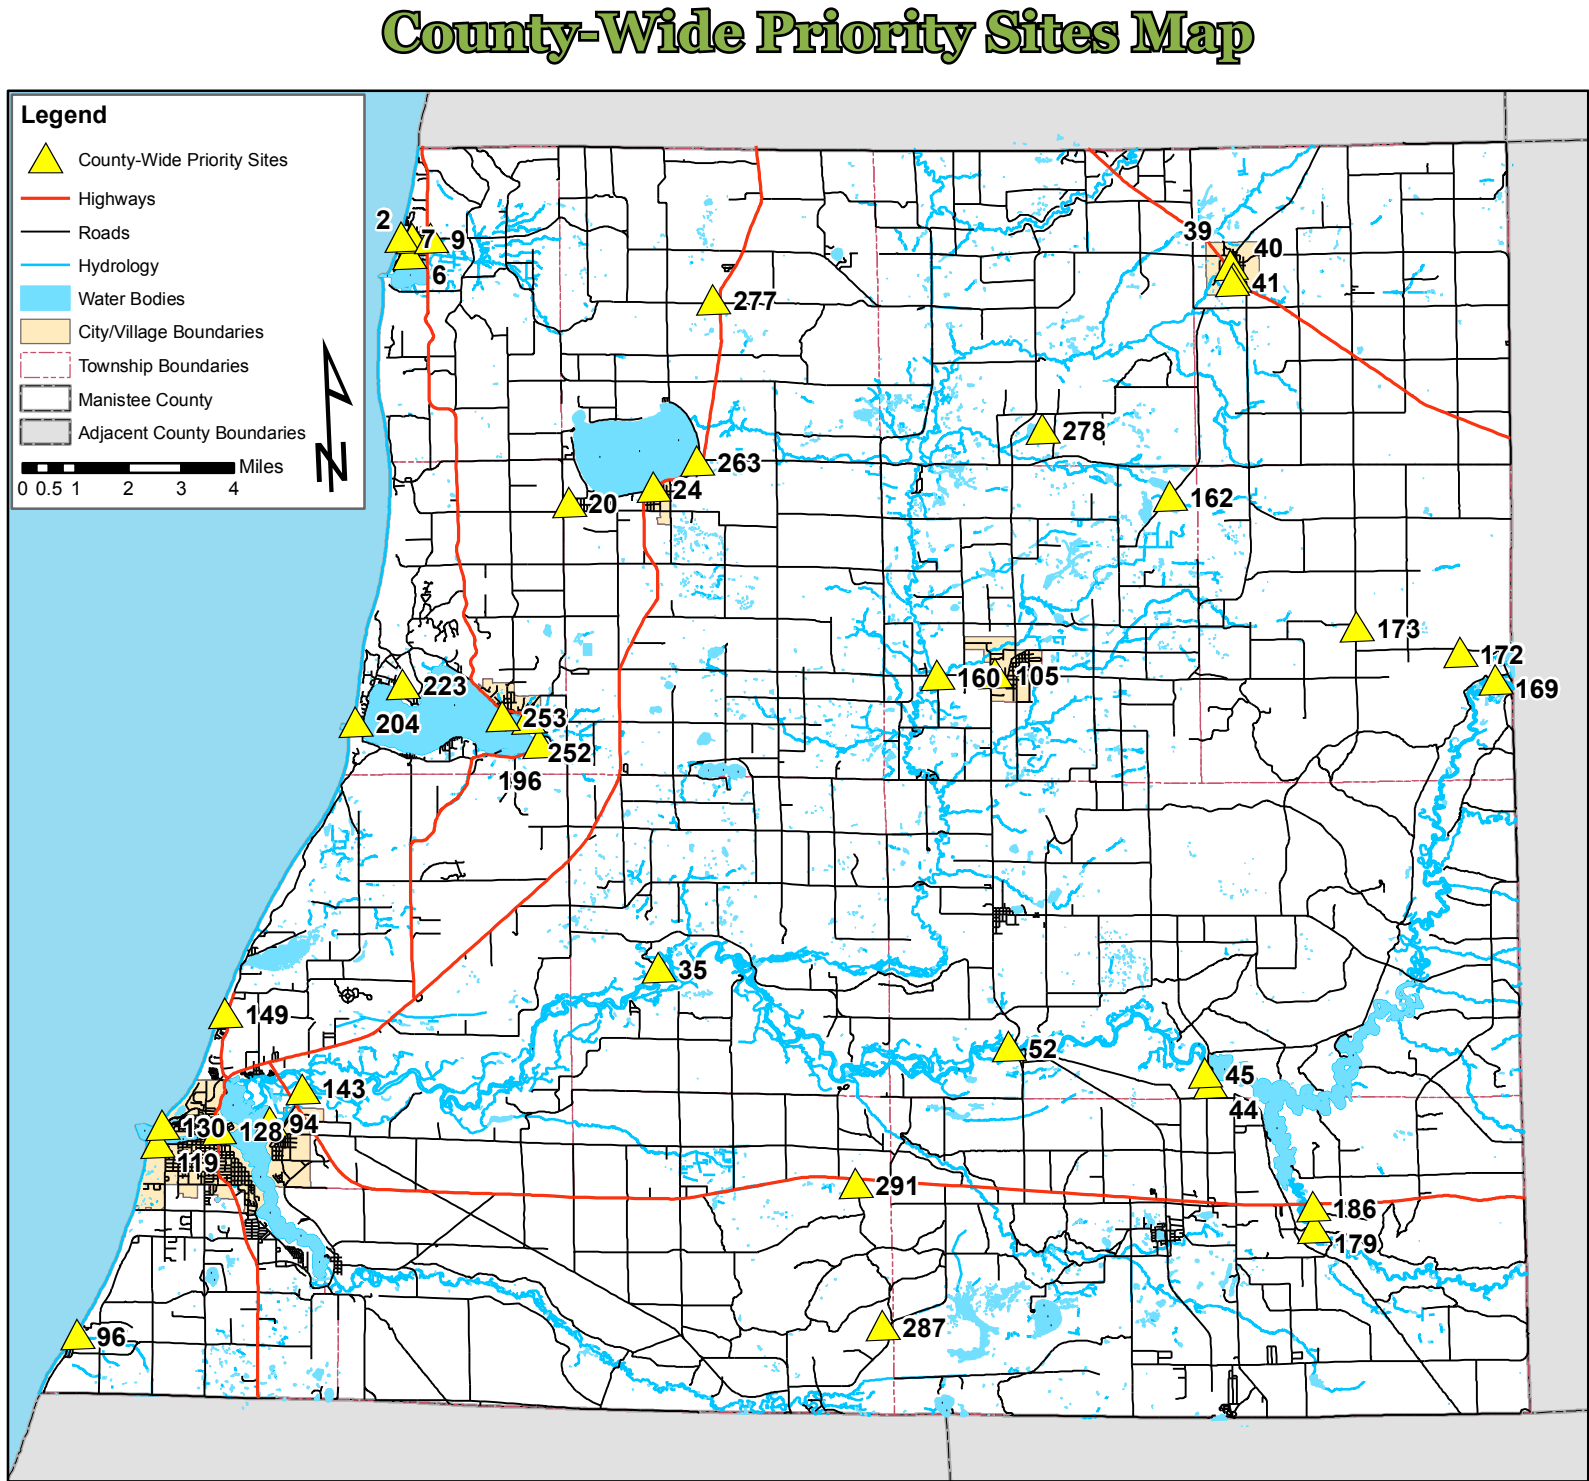 County-Wide Priority Sites Map
Legend
County-Wide Priority Sites
Highways
Roads
Hydrology
Water Bodies
City/Village Boundaries
Township Boundaries
Manistee County
Adjacent County Boundaries
Miles
0 0.5 1 2 3 4
N
2
7
9
6
39
40
41
277
278
263
24
20
162
173
172
169
160
105
223
204
253
252
196
35
149
52
45
44
143
94
128
130
119
291
186
179
287
96